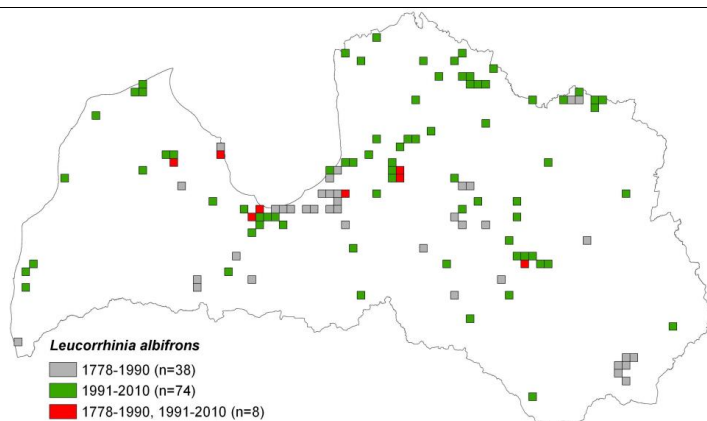 Leucorrhinia albifrons
1778-1990 (n=38)
1991-2010 (n=74)
1778-1990, 1991-2010 (n=8)